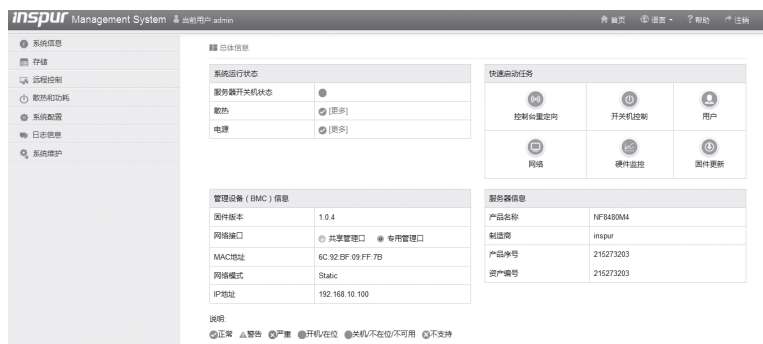 inspur Management System 当前用户 admin 首页 语言 帮助 注销
系统信息
存储
远程控制
散热和功耗
系统配置
日志信息
系统维护
总体信息
系统运行状态
服务器开关机状态
散热 [更多]
电源 [更多]
快速启动任务
控制台重定向 开关机控制 用户
网络 硬件监控 固件更新
管理设备(BMC)信息
固件版本 1.0.4
网络接口 共享管理口 专用管理口
MAC地址 6C:92:BF:09:FF:7B
网络模式 Static
IP地址 192.168.10.100
服务器信息
产品名称 NF8480M4
制造商 inspur
产品序号 215273203
资产编号 215273203
说明:
正常 警告 严重 开机/在位 关机/不在位/不可用 不支持